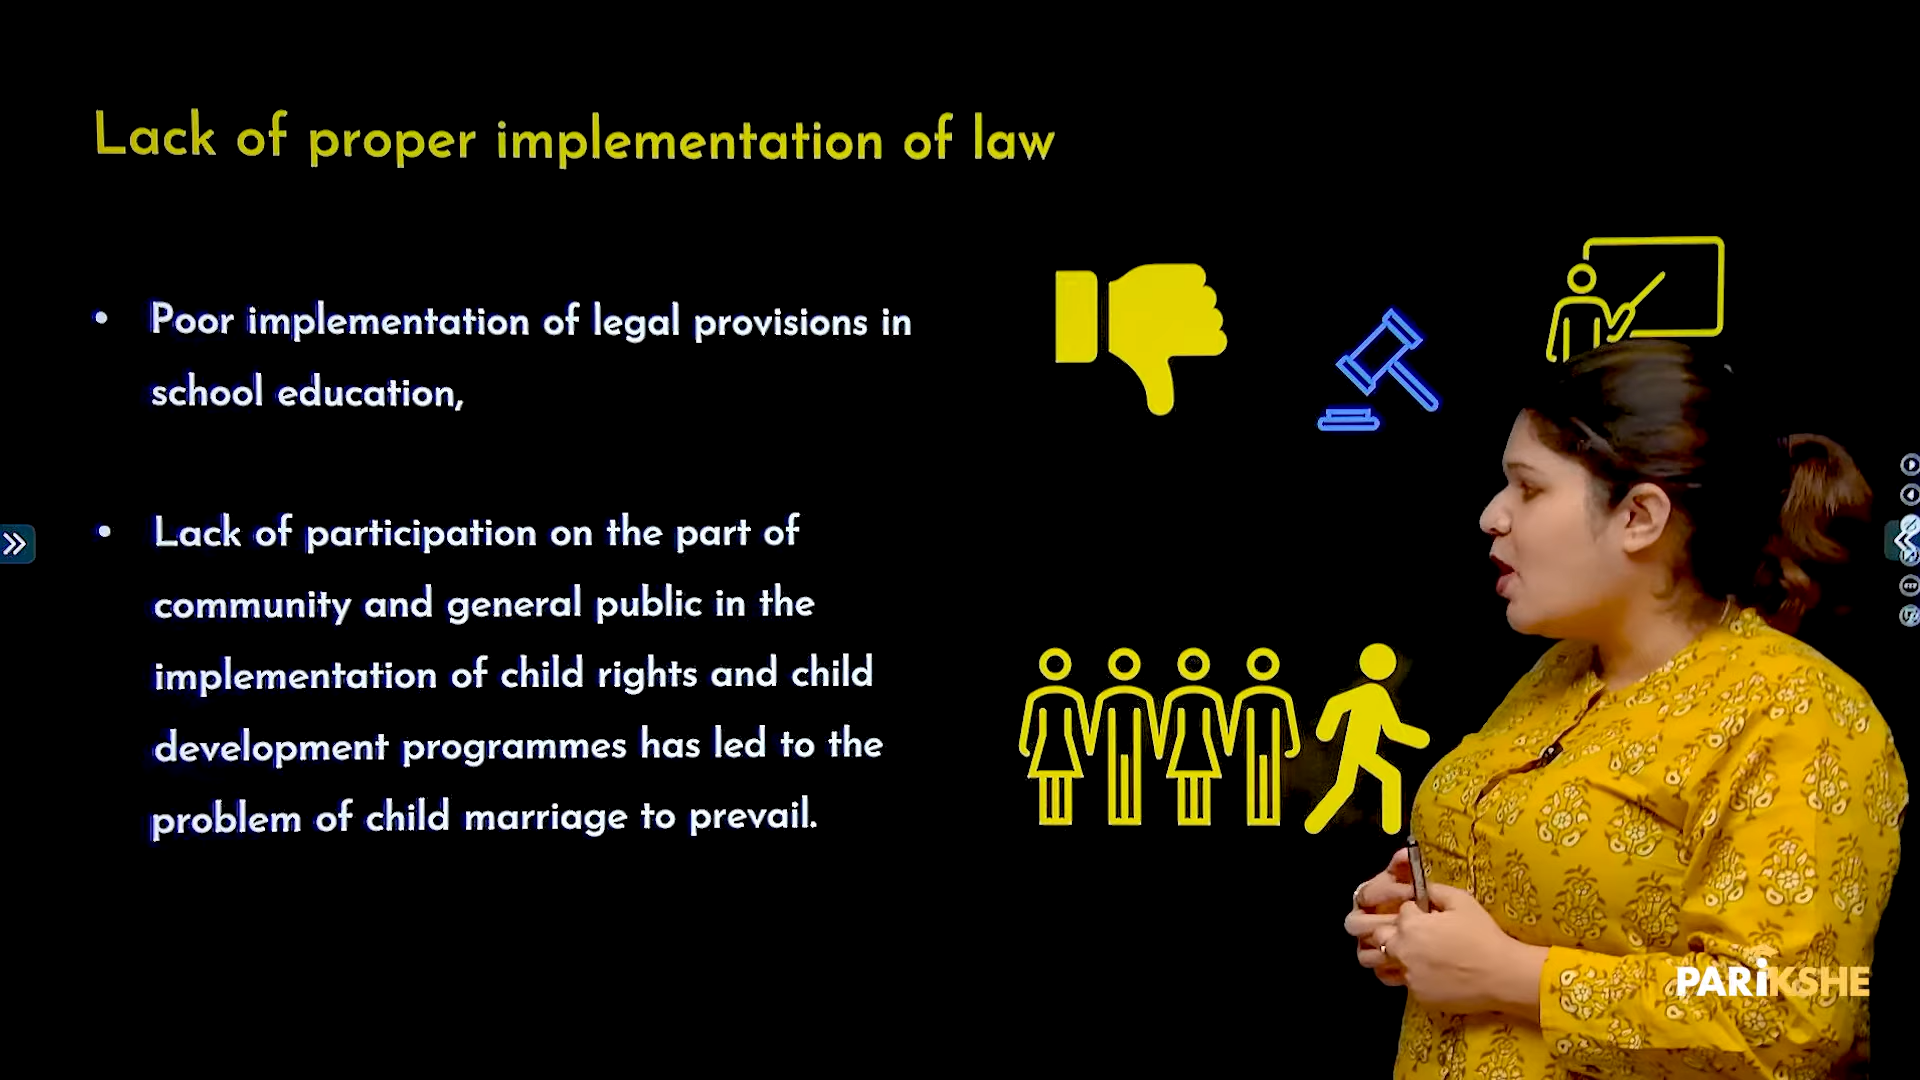 Lack of proper implementation of law
• Poor implementation of legal provisions in
school education,
• Lack of participation on the part of
community and general public in the
implementation of child rights and child
development programmes has led to the
problem of child marriage to prevail.
PARiKSHE